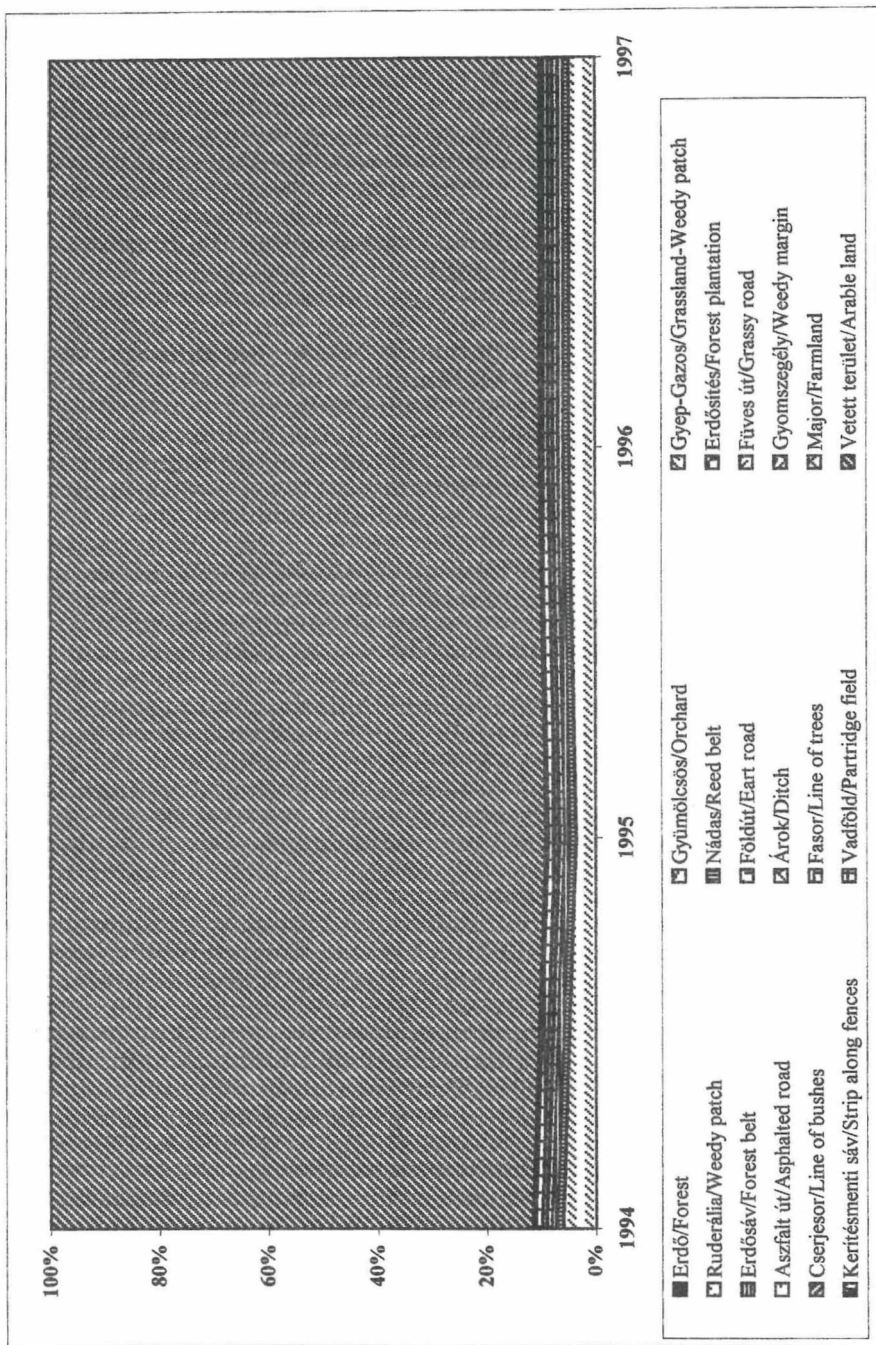 100%
80%
60%
40%
20%
0%
1994
1995
1996
1997
Erdő/Forest
Gyümölcsös/Orchard
Gyep-Gazos/Grassland-Weedy patch
Ruderália/Weedy patch
Nádas/Reed belt
Erdősítés/Forest plantation
Erdősáv/Forest belt
Földút/Eart road
Füves út/Grassy road
Aszfalt út/Asphalted road
Árok/Ditch
Gyomszegély/Weedy margin
Cserjesor/Line of bushes
Fasor/Line of trees
Major/Farmland
Kerítésmenti sáv/Strip along fences
Vadföld/Partridge field
Vetett terület/Arable land